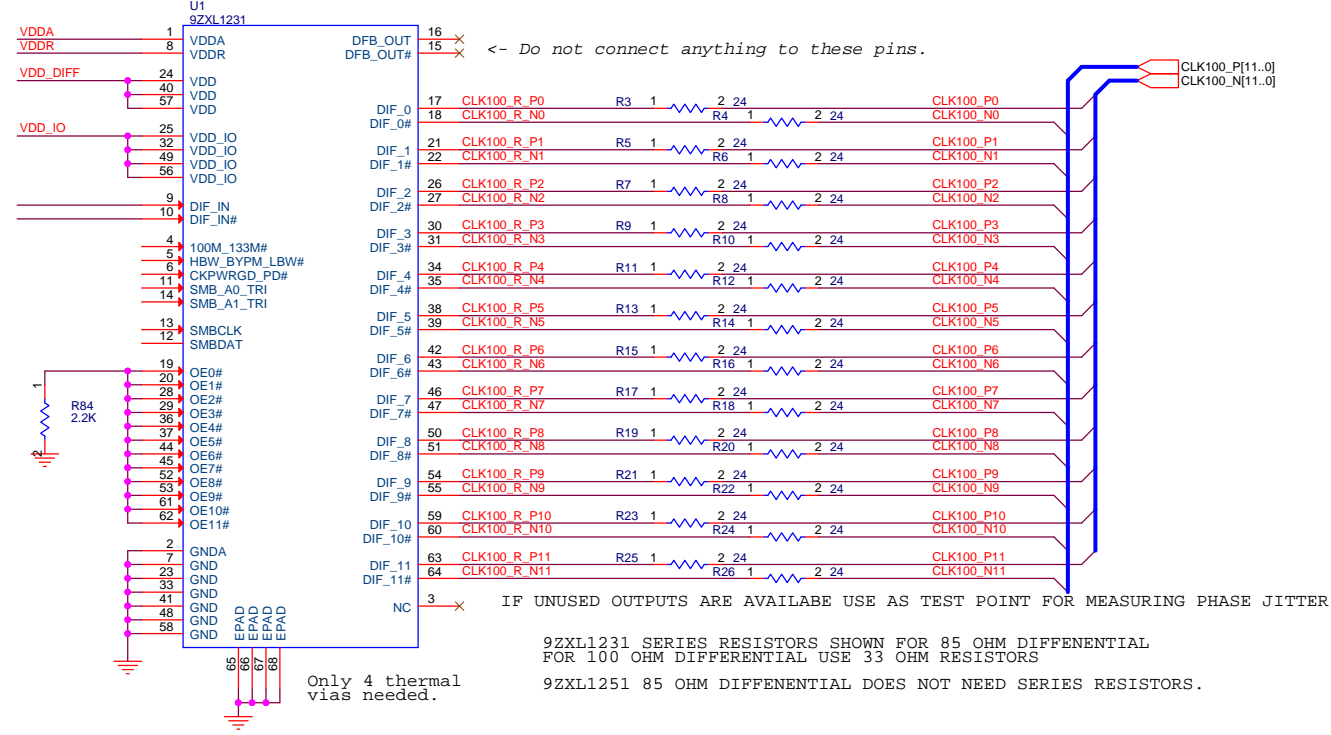 U1
9ZXL1231
VDDA 1 VDDA DFB_OUT 16
VDDR 8 VDDR DFB_OUT# 15
<- Do not connect anything to these pins.
VDD_DIFF 24 VDD
40 VDD
57 VDD
CLK100_P[11..0]
CLK100_N[11..0]
DIF_0 17 CLK100_R_P0 R3 1 2 24 CLK100_P0
DIF_0# 18 CLK100_R_N0 R4 1 2 24 CLK100_N0
VDD_IO 25 VDD_IO
32 VDD_IO
49 VDD_IO
56 VDD_IO
DIF_1 21 CLK100_R_P1 R5 1 2 24 CLK100_P1
DIF_1# 22 CLK100_R_N1 R6 1 2 24 CLK100_N1
DIF_2 26 CLK100_R_P2 R7 1 2 24 CLK100_P2
DIF_2# 27 CLK100_R_N2 R8 1 2 24 CLK100_N2
9 DIF_IN
10 DIF_IN#
DIF_3 30 CLK100_R_P3 R9 1 2 24 CLK100_P3
DIF_3# 31 CLK100_R_N3 R10 1 2 24 CLK100_N3
4 100M_133M#
5 HBW_BYPM_LBW#
6 CKPWRGD_PD#
11 SMB_A0_TRI
14 SMB_A1_TRI
DIF_4 34 CLK100_R_P4 R11 1 2 24 CLK100_P4
DIF_4# 35 CLK100_R_N4 R12 1 2 24 CLK100_N4
13 SMBCLK
12 SMBDAT
DIF_5 38 CLK100_R_P5 R13 1 2 24 CLK100_P5
DIF_5# 39 CLK100_R_N5 R14 1 2 24 CLK100_N5
DIF_6 42 CLK100_R_P6 R15 1 2 24 CLK100_P6
DIF_6# 43 CLK100_R_N6 R16 1 2 24 CLK100_N6
19 OE0#
20 OE1#
28 OE2#
29 OE3#
36 OE4#
37 OE5#
44 OE6#
45 OE7#
52 OE8#
53 OE9#
61 OE10#
62 OE11#
1
R84
2.2K
2
DIF_7 46 CLK100_R_P7 R17 1 2 24 CLK100_P7
DIF_7# 47 CLK100_R_N7 R18 1 2 24 CLK100_N7
DIF_8 50 CLK100_R_P8 R19 1 2 24 CLK100_P8
DIF_8# 51 CLK100_R_N8 R20 1 2 24 CLK100_N8
DIF_9 54 CLK100_R_P9 R21 1 2 24 CLK100_P9
DIF_9# 55 CLK100_R_N9 R22 1 2 24 CLK100_N9
DIF_10 59 CLK100_R_P10 R23 1 2 24 CLK100_P10
DIF_10# 60 CLK100_R_N10 R24 1 2 24 CLK100_N10
DIF_11 63 CLK100_R_P11 R25 1 2 24 CLK100_P11
DIF_11# 64 CLK100_R_N11 R26 1 2 24 CLK100_N11
2 GNDA
7 GND
23 GND
33 GND
41 GND
48 GND
58 GND
NC 3
IF UNUSED OUTPUTS ARE AVAILABE USE AS TEST POINT FOR MEASURING PHASE JITTER
EPAD EPAD EPAD EPAD
65 66 67 68
Only 4 thermal
vias needed.
9ZXL1231 SERIES RESISTORS SHOWN FOR 85 OHM DIFFENENTIAL
FOR 100 OHM DIFFERENTIAL USE 33 OHM RESISTORS
9ZXL1251 85 OHM DIFFENENTIAL DOES NOT NEED SERIES RESISTORS.